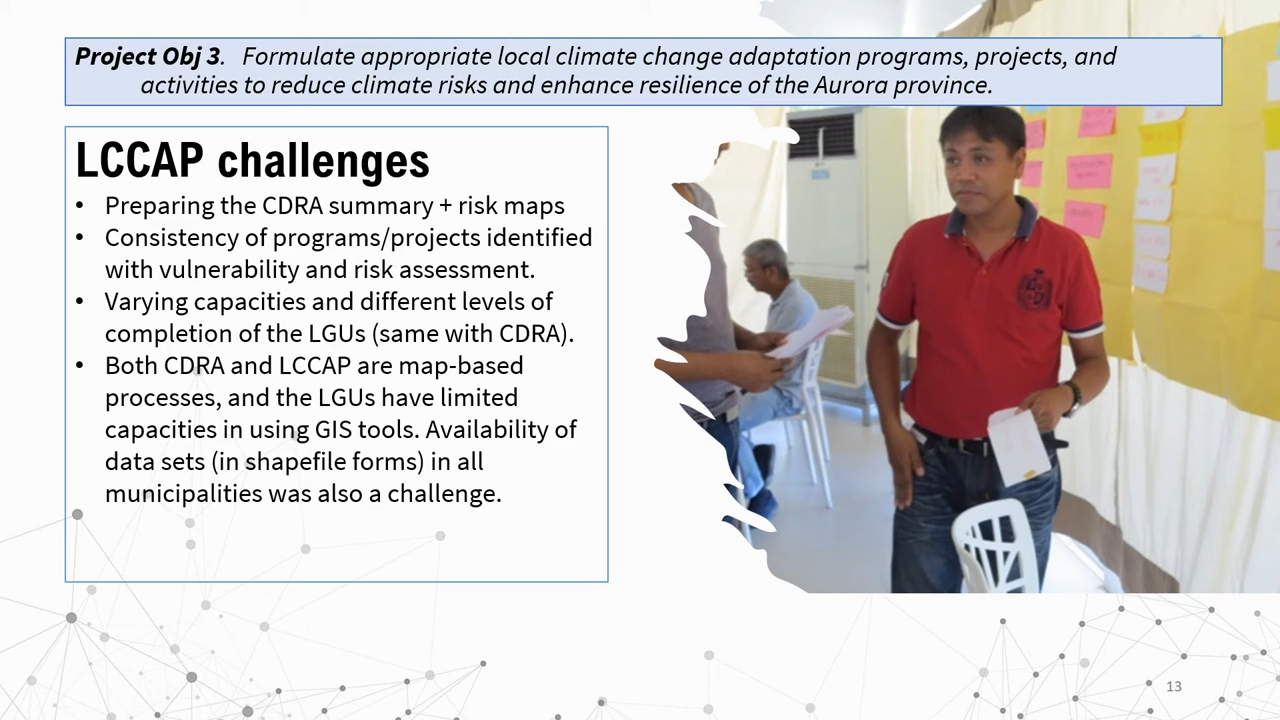 Project Obj 3. Formulate appropriate local climate change adaptation programs, projects, and
activities to reduce climate risks and enhance resilience of the Aurora province.
LCCAP challenges
• Preparing the CDRA summary + risk maps
• Consistency of programs/projects identified
with vulnerability and risk assessment.
• Varying capacities and different levels of
completion of the LGUs (same with CDRA).
• Both CDRA and LCCAP are map-based
processes, and the LGUs have limited
capacities in using GIS tools. Availability of
data sets (in shapefile forms) in all
municipalities was also a challenge.
13